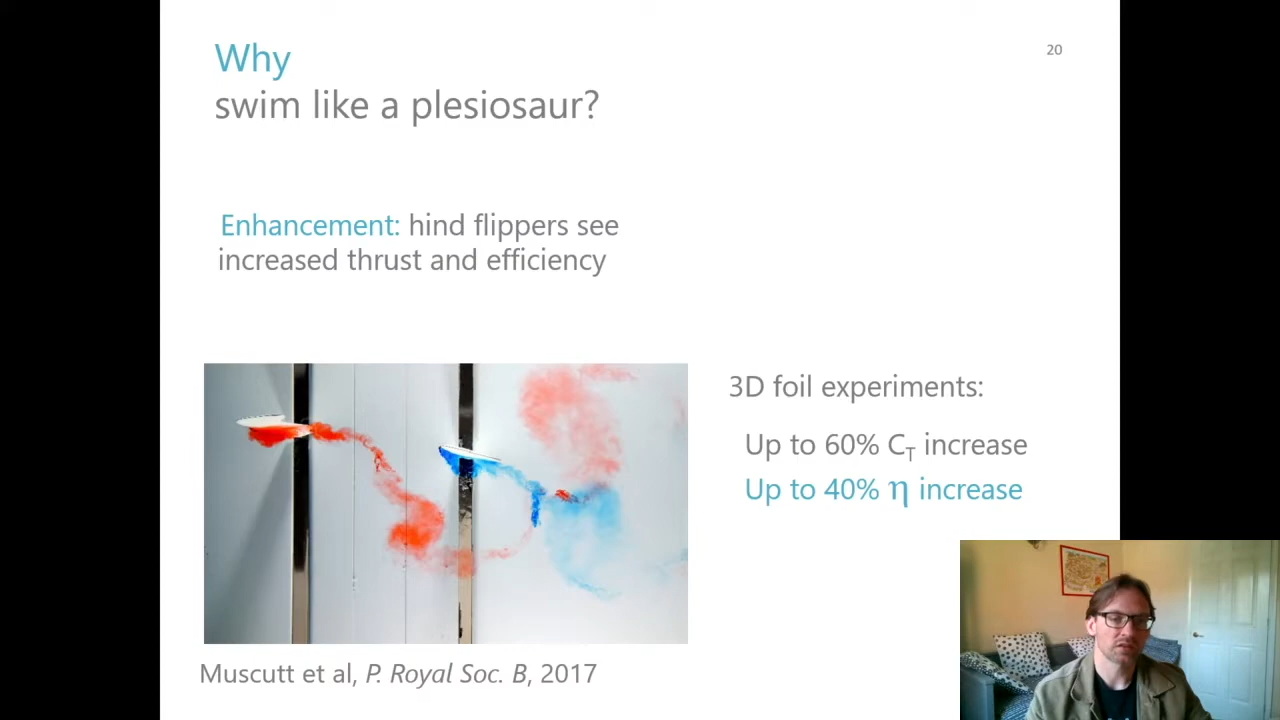 Why
20
swim like a plesiosaur?
Enhancement: hind flippers see
increased thrust and efficiency
3D foil experiments:
Up to 60% C_T increase
Up to 40% η increase
Muscutt et al, P. Royal Soc. B, 2017